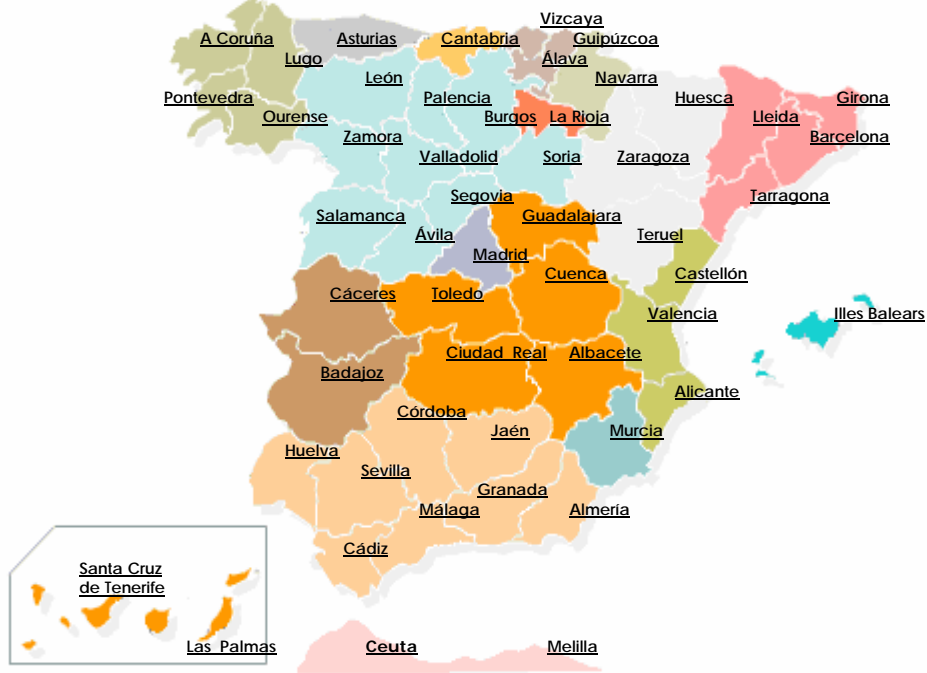 Vizcaya
A Coruña
Asturias
Cantabria
Guipúzcoa
Lugo
Álava
León
Navarra
Pontevedra
Palencia
Huesca
Girona
Ourense
Burgos
La Rioja
Lleida
Zamora
Barcelona
Valladolid
Soria
Zaragoza
Segovia
Tarragona
Salamanca
Guadalajara
Ávila
Teruel
Madrid
Cuenca
Castellón
Cáceres
Toledo
Valencia
Illes Balears
Ciudad Real
Albacete
Badajoz
Alicante
Córdoba
Jaén
Murcia
Huelva
Sevilla
Granada
Málaga
Almería
Cádiz
Santa Cruz
de Tenerife
Las Palmas
Ceuta
Melilla